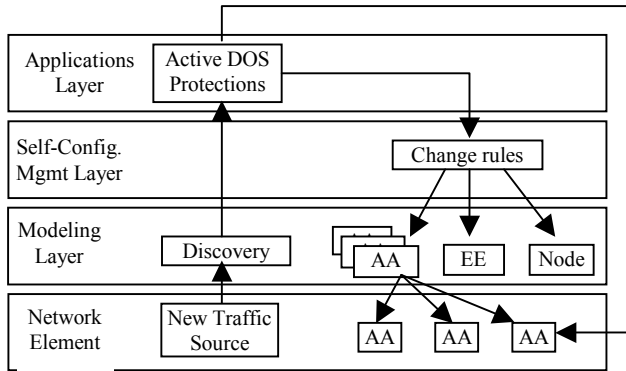 Applications
Layer
Active DOS
Protections
Self-Config.
Mgmt Layer
Change rules
Modeling
Layer
Discovery
AA
EE
Node
Network
Element
New Traffic
Source
AA
AA
AA